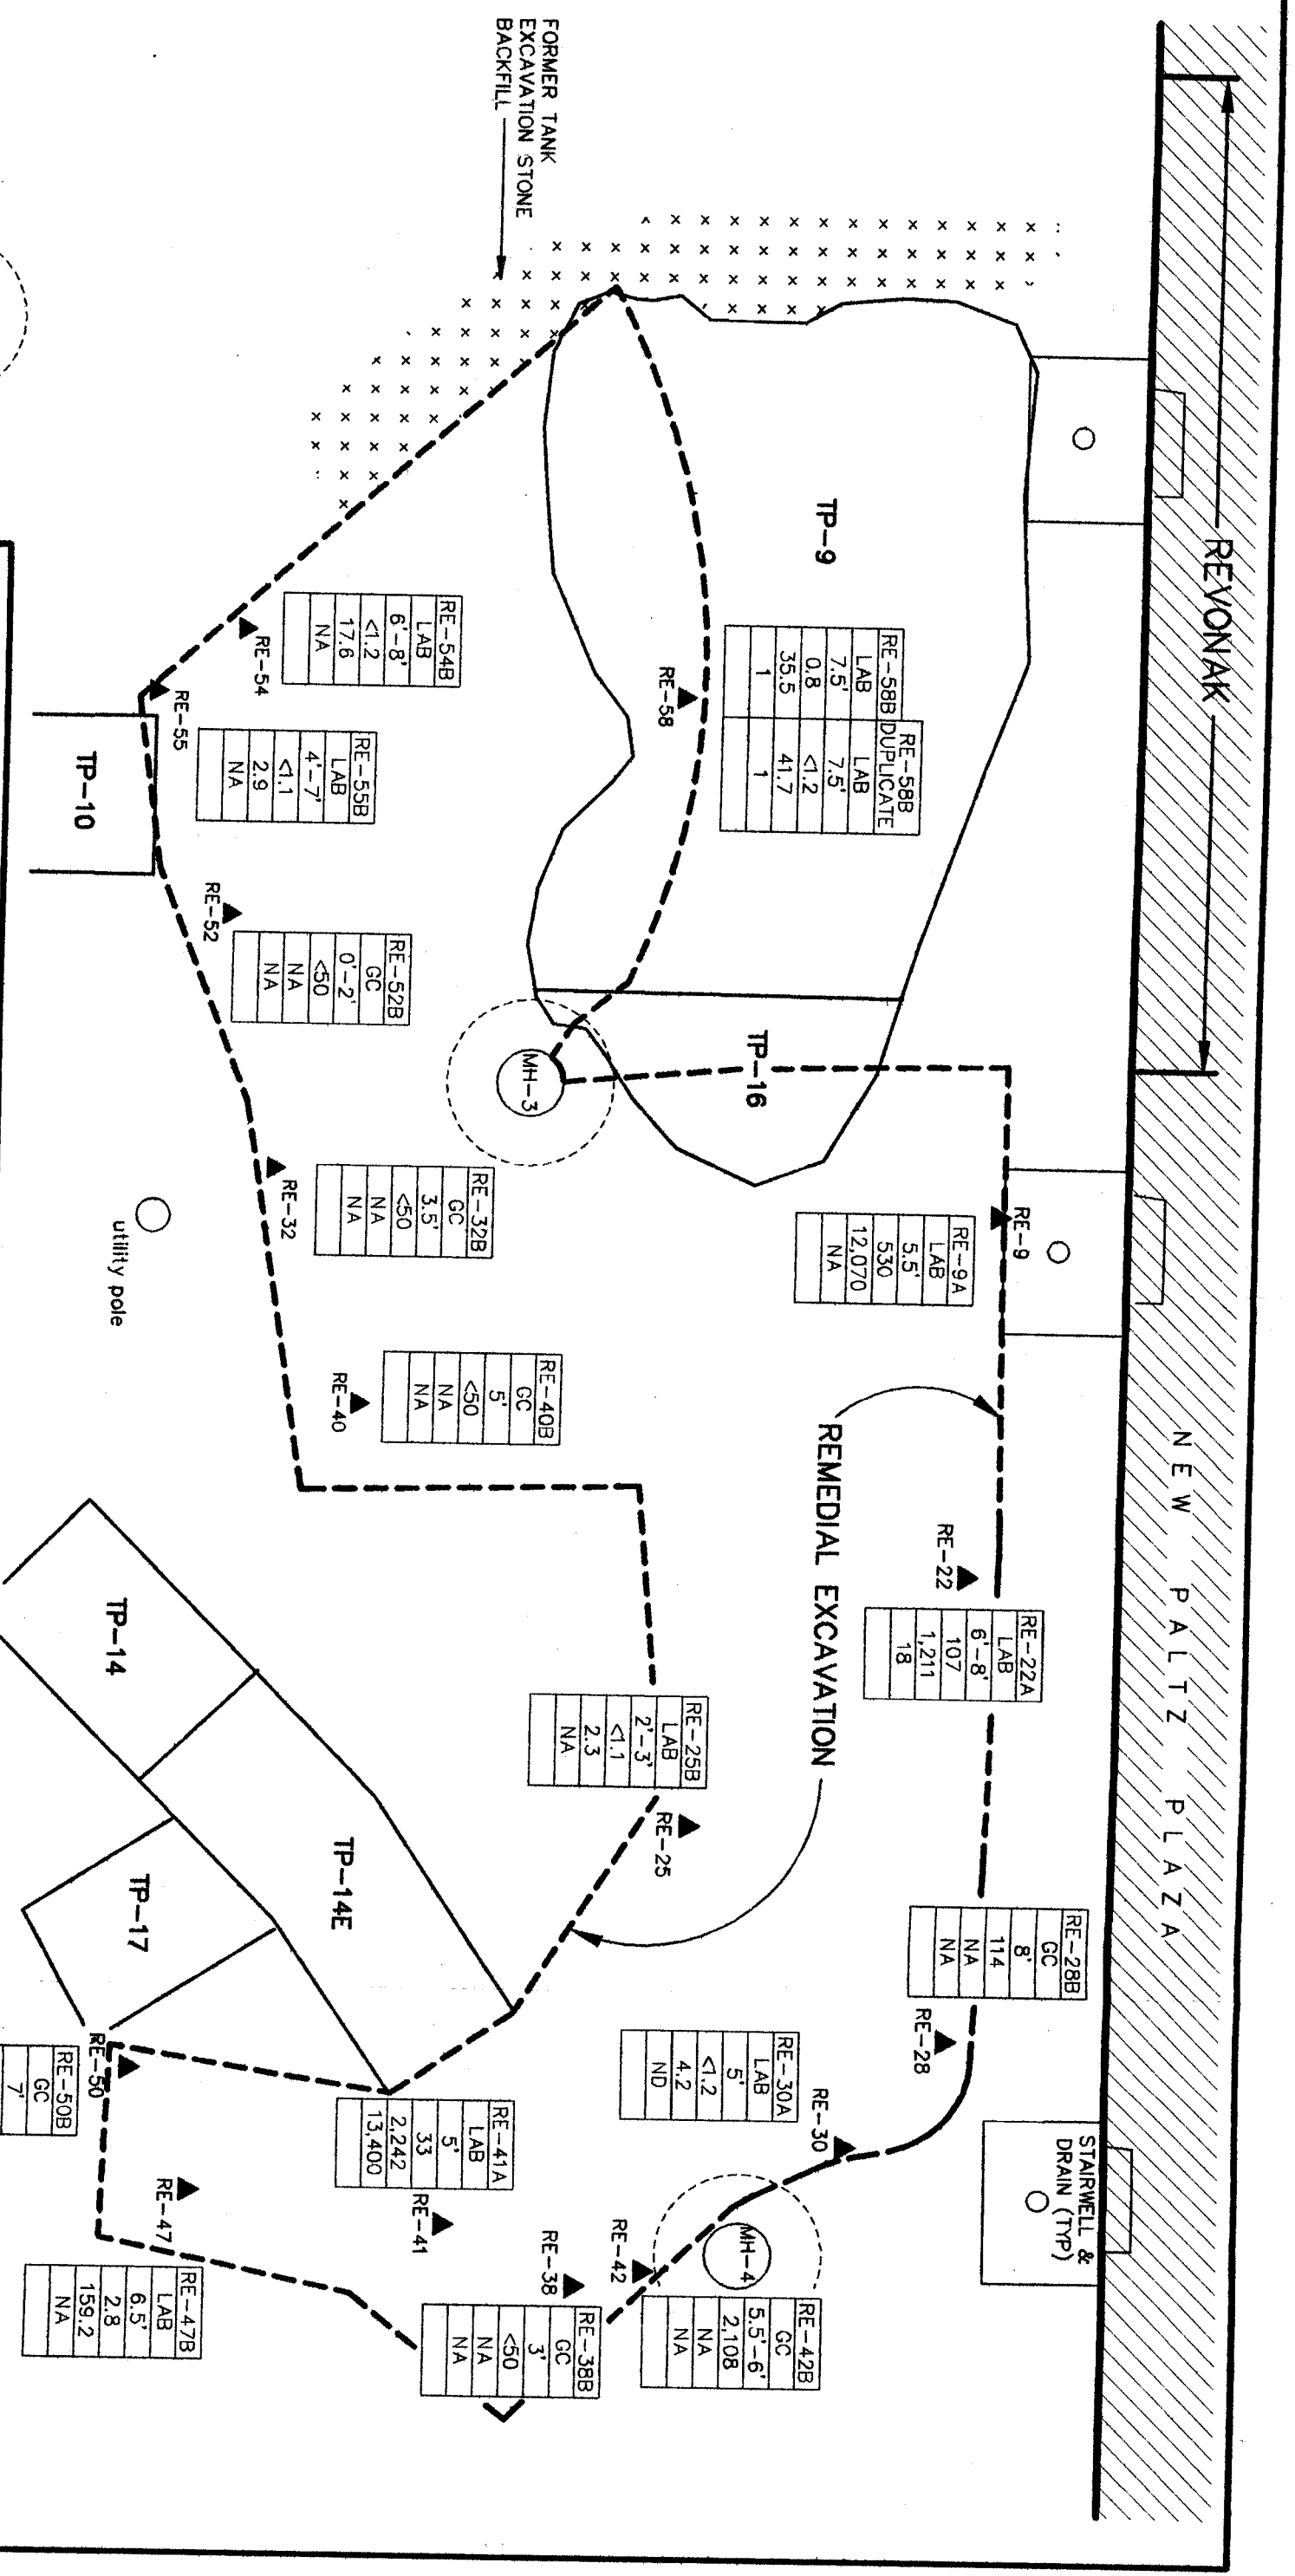 REVONAK
NEW PALTZ PLAZA
FORMER TANK
EXCAVATION STONE
BACKFILL
TP-9
RE-58B
LAB
7.5'
0.8
35.5
1
RE-58B
DUPLICATE
LAB
7.5'
<1.2
41.7
1
RE-58
TP-16
MH-3
RE-9
RE-9A
LAB
5.5'
530
12,070
NA
REMEDIAL EXCAVATION
RE-22
RE-22A
LAB
6'-8'
107
1,211
18
RE-28B
GC
8'
114
NA
NA
RE-28
STAIRWELL &
DRAIN (TYP)
RE-30A
LAB
5'
<1.2
4.2
ND
RE-30
MH-4
RE-42
RE-42B
GC
5.5'-6'
2,108
NA
NA
RE-38
RE-38B
GC
3'
<50
NA
NA
RE-41A
LAB
5'
33
2,242
13,400
RE-41
RE-25B
LAB
2'-3'
<1.1
2.3
NA
RE-25
RE-54B
LAB
6'-8'
<1.2
17.6
NA
RE-54
RE-55
RE-55B
LAB
4'-7'
<1.1
2.9
NA
TP-10
RE-52
RE-52B
GC
0'-2'
<50
NA
NA
RE-32B
GC
3.5'
<50
NA
NA
RE-32
utility pole
RE-40B
GC
5'
<50
NA
NA
RE-40
TP-14
TP-14E
TP-17
RE-50
RE-50B
GC
7'
RE-47
RE-47B
LAB
6.5'
2.8
159.2
NA